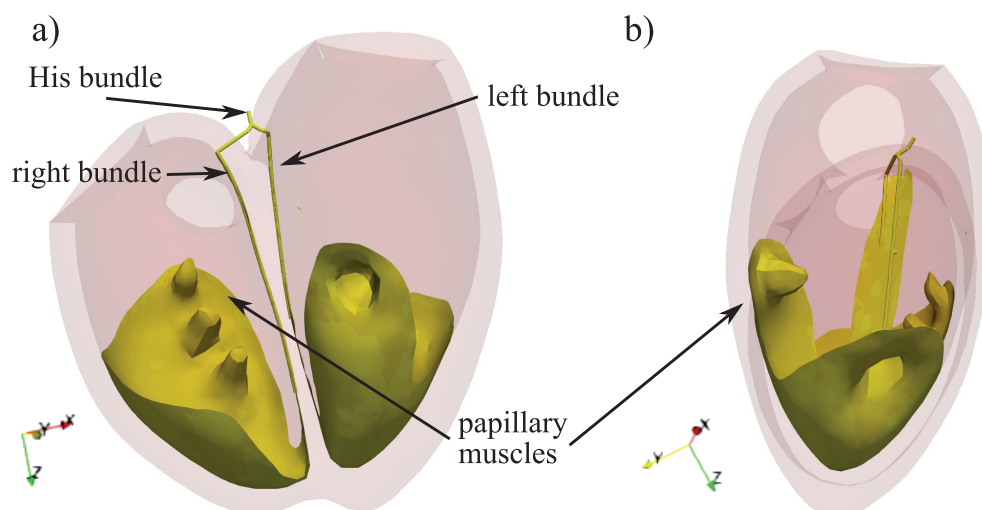 a)
b)
His bundle
left bundle
right bundle
papillary
muscles
Y
X
Z
X
Y
Z